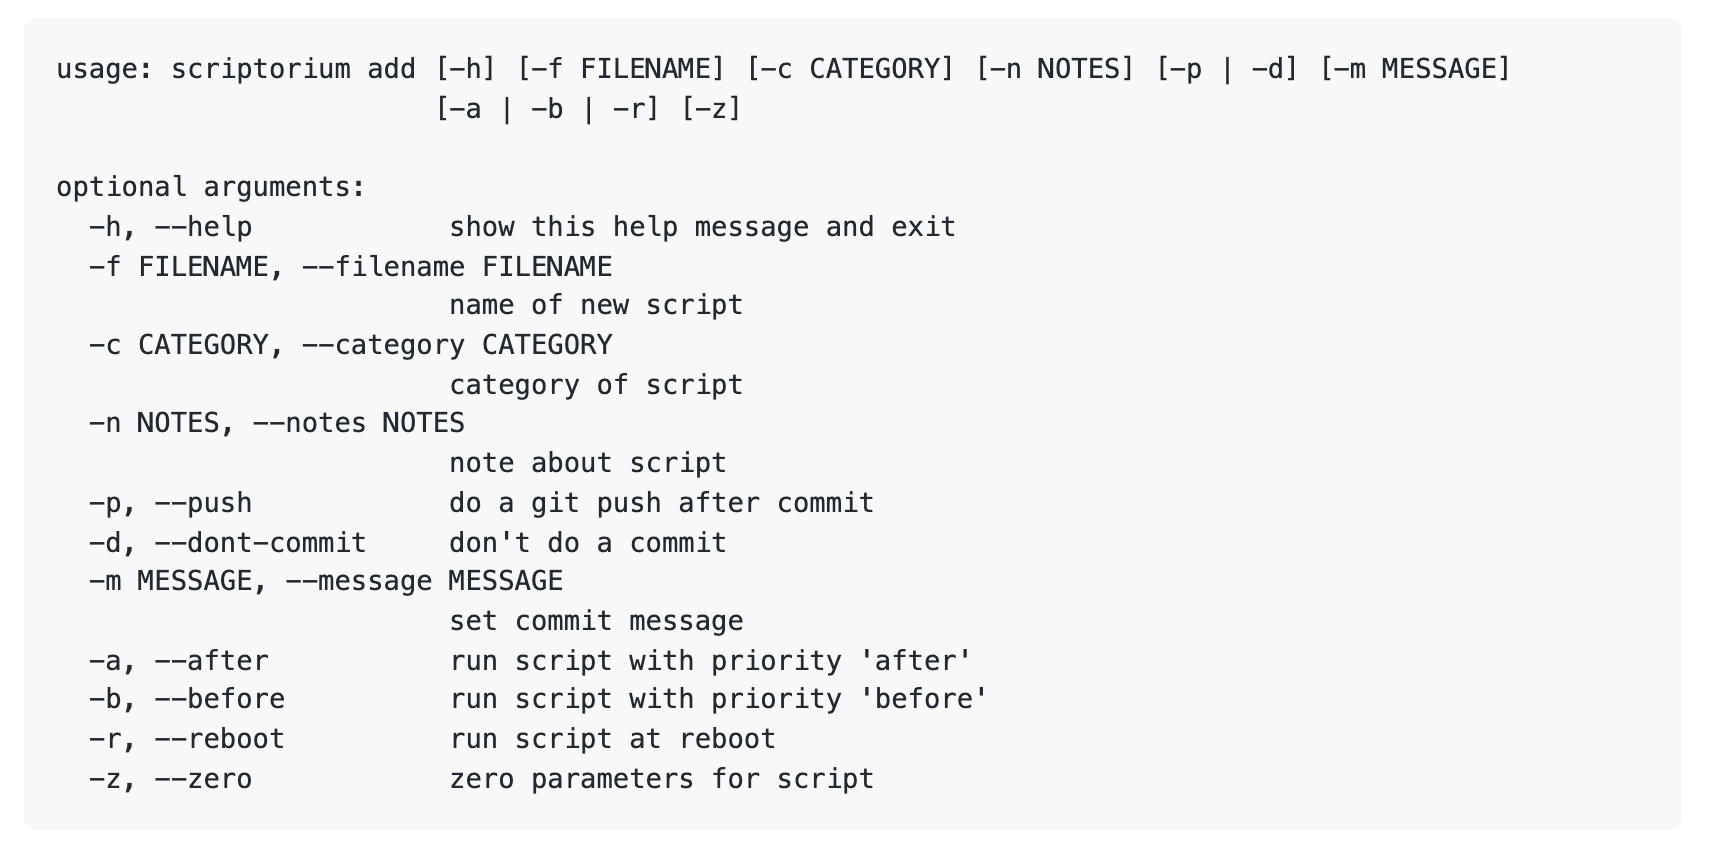 usage: scriptorium add [-h] [-f FILENAME] [-c CATEGORY] [-n NOTES] [-p | -d] [-m MESSAGE]
                       [-a | -b | -r] [-z]

optional arguments:
  -h, --help            show this help message and exit
  -f FILENAME, --filename FILENAME
                        name of new script
  -c CATEGORY, --category CATEGORY
                        category of script
  -n NOTES, --notes NOTES
                        note about script
  -p, --push            do a git push after commit
  -d, --dont-commit     don't do a commit
  -m MESSAGE, --message MESSAGE
                        set commit message
  -a, --after           run script with priority 'after'
  -b, --before          run script with priority 'before'
  -r, --reboot          run script at reboot
  -z, --zero            zero parameters for script